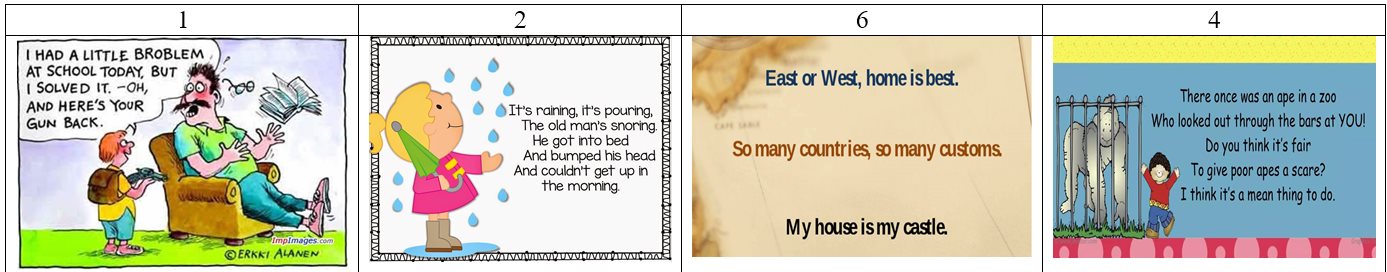 1
2
6
4
I HAD A LITTLE BROBLEM
AT SCHOOL TODAY, BUT
I SOLVED IT. -OH,
AND HERE'S YOUR
GUN BACK.
ImpImages.com
© ERKKI ALANEN
It's raining, it's pouring,
The old man's snoring.
He got into bed
And bumped his head
And couldn't get up in
the morning.
East or West, home is best.
CAPE SABLE
So many countries, so many customs.
My house is my castle.
There once was an ape in a zoo
Who looked out through the bars at YOU!
Do you think it's fair
To give poor apes a scare?
I think it's a mean thing to do.